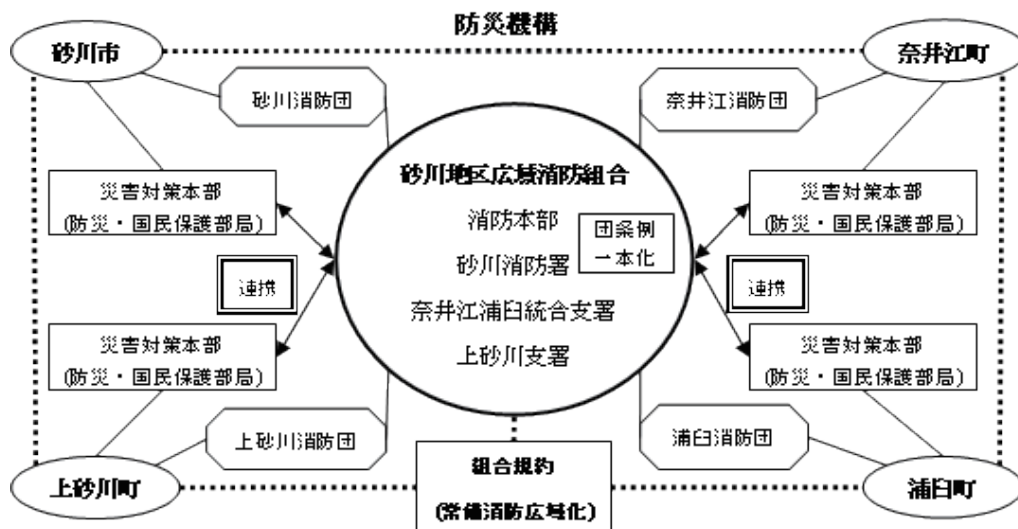 防災機構
砂川市
奈井江町
砂川消防団
奈井江消防団
砂川地区広域消防組合
災害対策本部
(防災・国民保護部局)
消防本部
団条例
一本化
災害対策本部
(防災・国民保護部局)
砂川消防署
連携
連携
奈井江浦臼統合支署
災害対策本部
(防災・国民保護部局)
上砂川支署
災害対策本部
(防災・国民保護部局)
上砂川消防団
浦臼消防団
上砂川町
組合規約
(常備消防広域化)
浦臼町